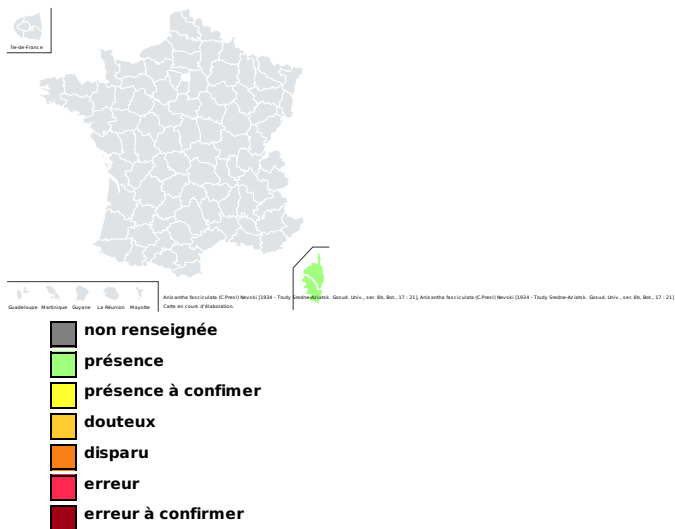 Île-de-France
Guadeloupe Martinique Guyane La Réunion Mayotte
Anisantha fasciculata (C.Presl) Nevski [1934 - Trudy Sredne-Aziatsk. Gosud. Univ., ser. 8b, Bot., 17 : 21], Anisantha fasciculata (C.Presl) Nevski [1934 - Trudy Sredne-Aziatsk. Gosud. Univ., ser. 8b, Bot., 17 : 21]
Carte en cours d'élaboration.
non renseignée
présence
présence à confimer
douteux
disparu
erreur
erreur à confirmer